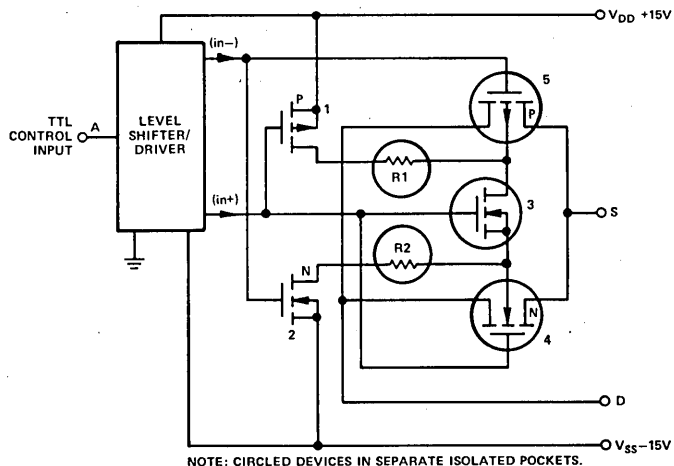 V_DD +15V
(in–)
5
P
P
1
TTL
CONTROL
INPUT
A
LEVEL
SHIFTER/
DRIVER
R1
3
S
(in+)
R2
N
N
2
4
D
V_SS –15V
NOTE: CIRCLED DEVICES IN SEPARATE ISOLATED POCKETS.